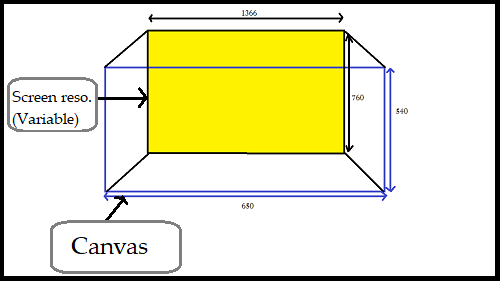 1366
Screen reso.
(Variable)
760
540
680
Canvas